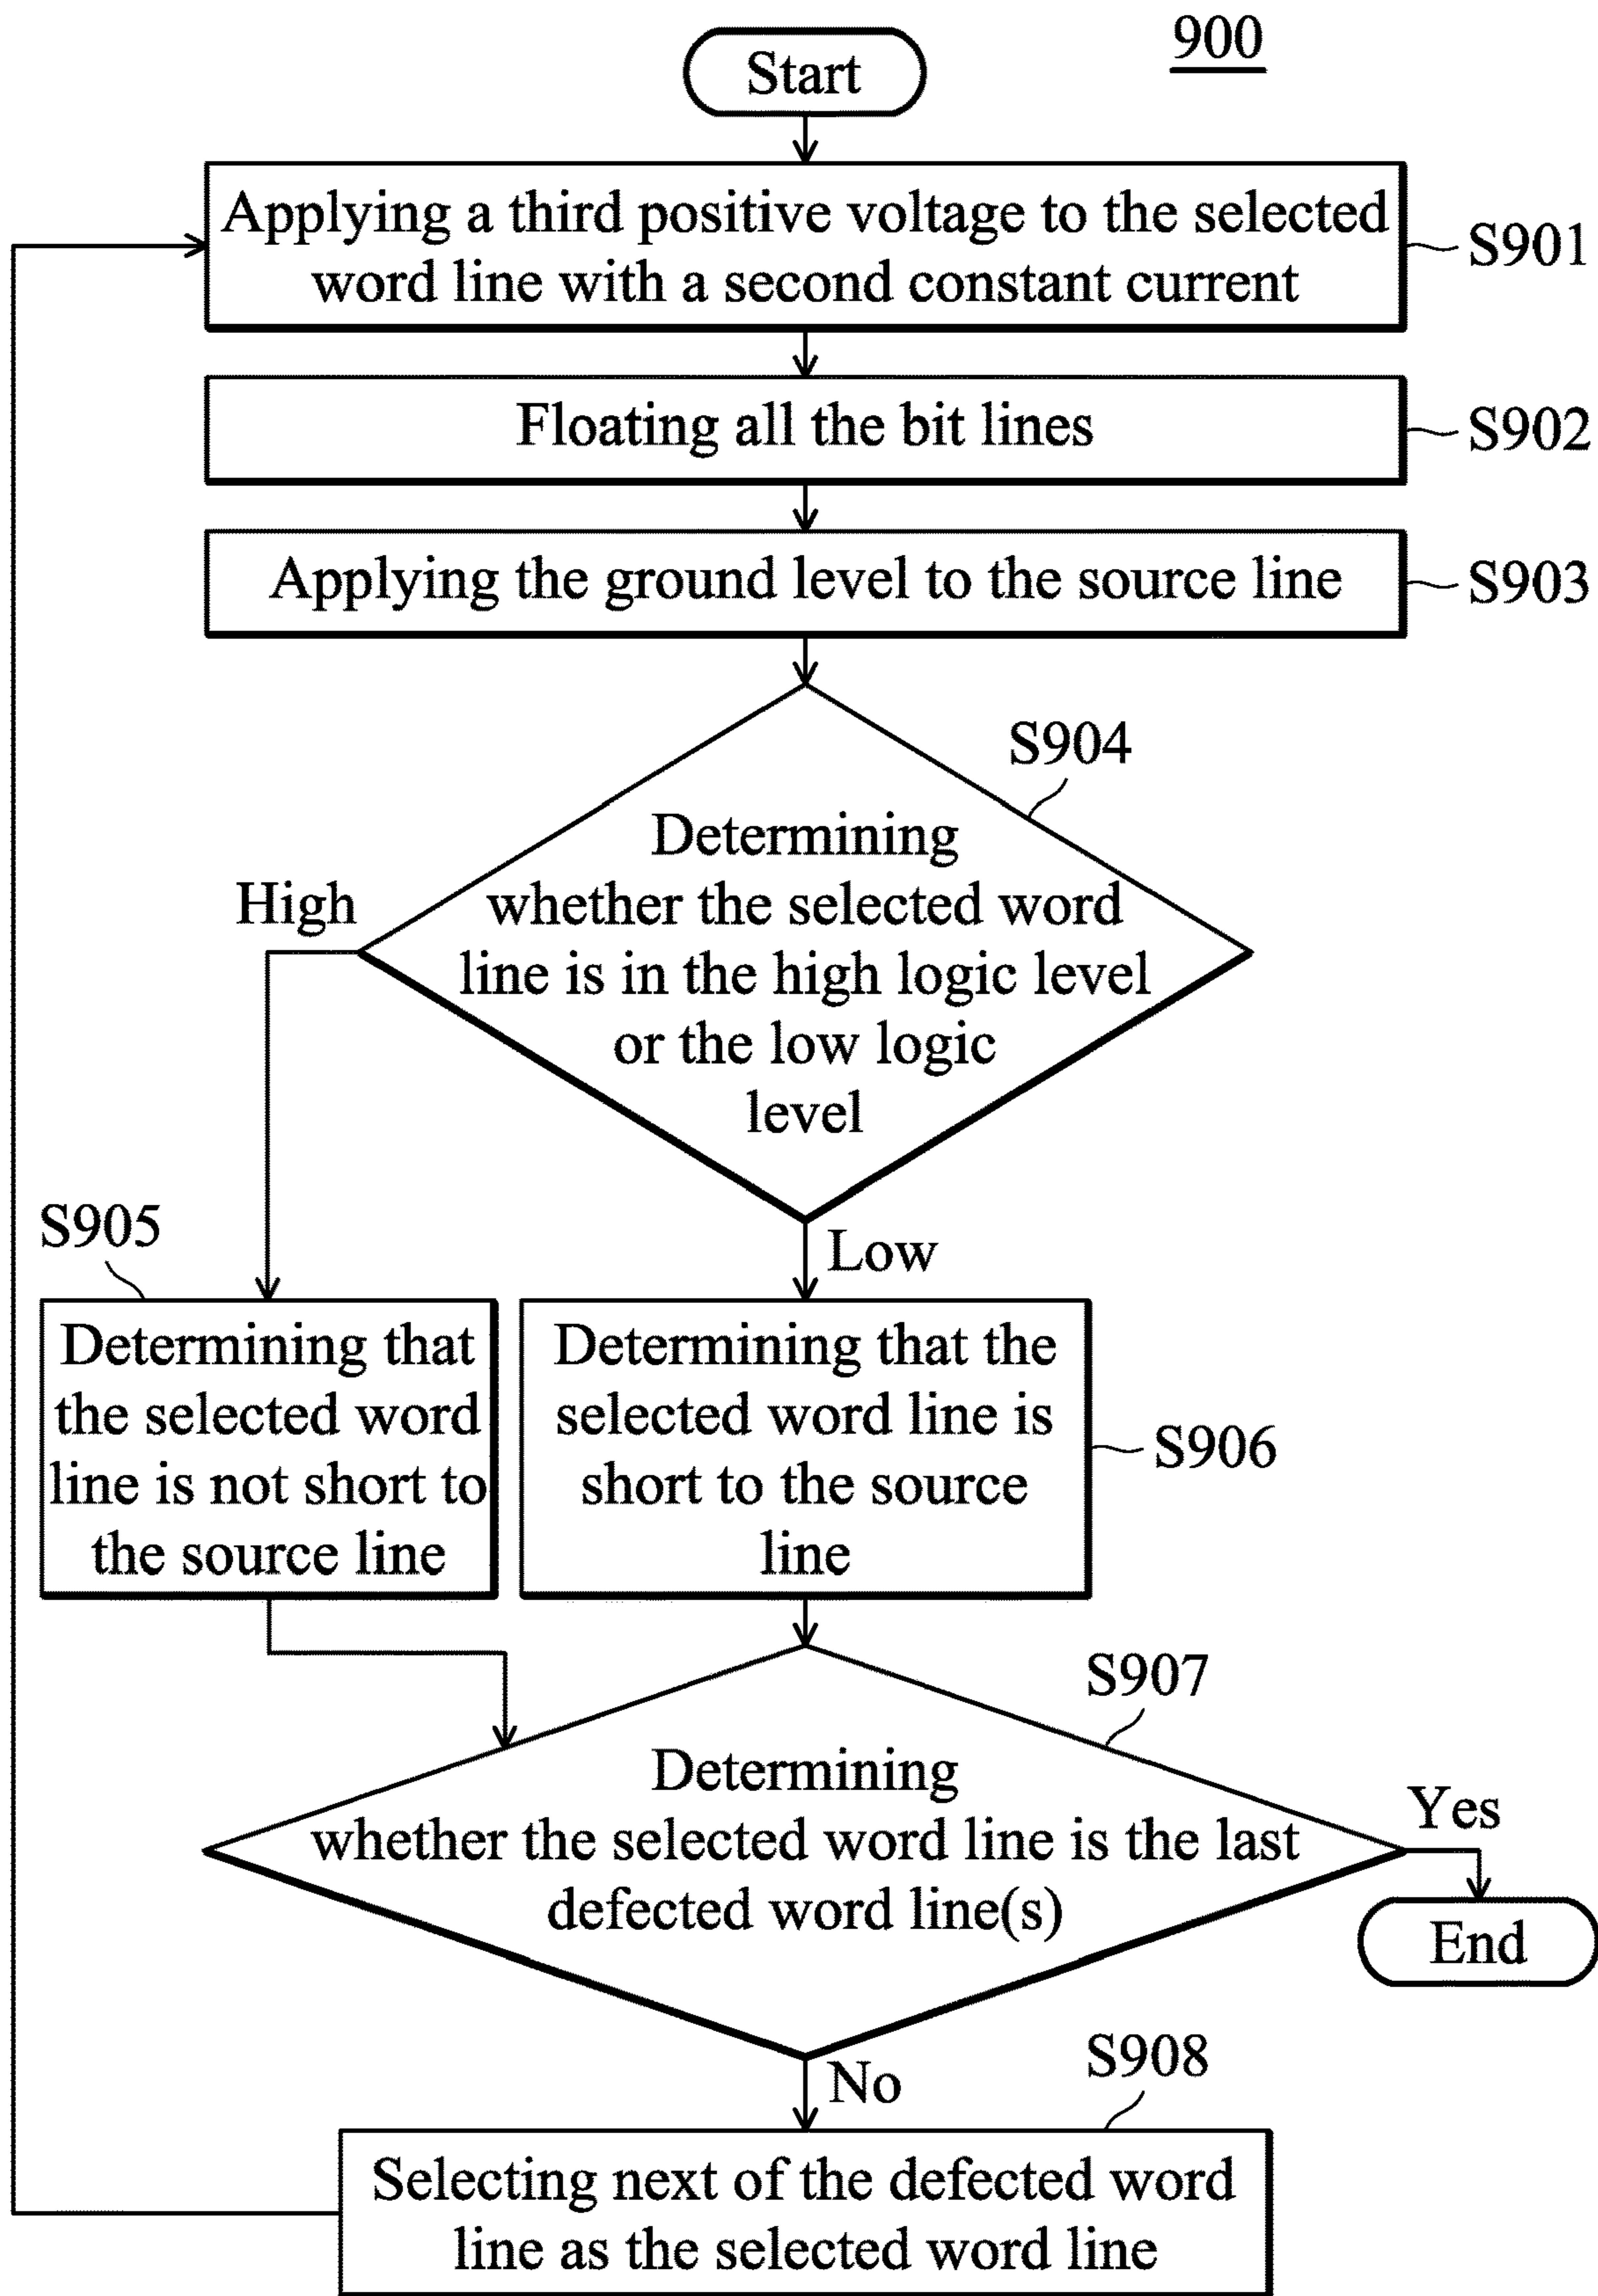 900
Start
Applying a third positive voltage to the selected
word line with a second constant current
S901
Floating all the bit lines
S902
Applying the ground level to the source line
S903
S904
Determining
whether the selected word
line is in the high logic level
or the low logic
level
High
Low
S905
Determining that
the selected word
line is not short to
the source line
Determining that the
selected word line is
short to the source
line
S906
S907
Determining
whether the selected word line is the last
defected word line(s)
Yes
End
No
S908
Selecting next of the defected word
line as the selected word line